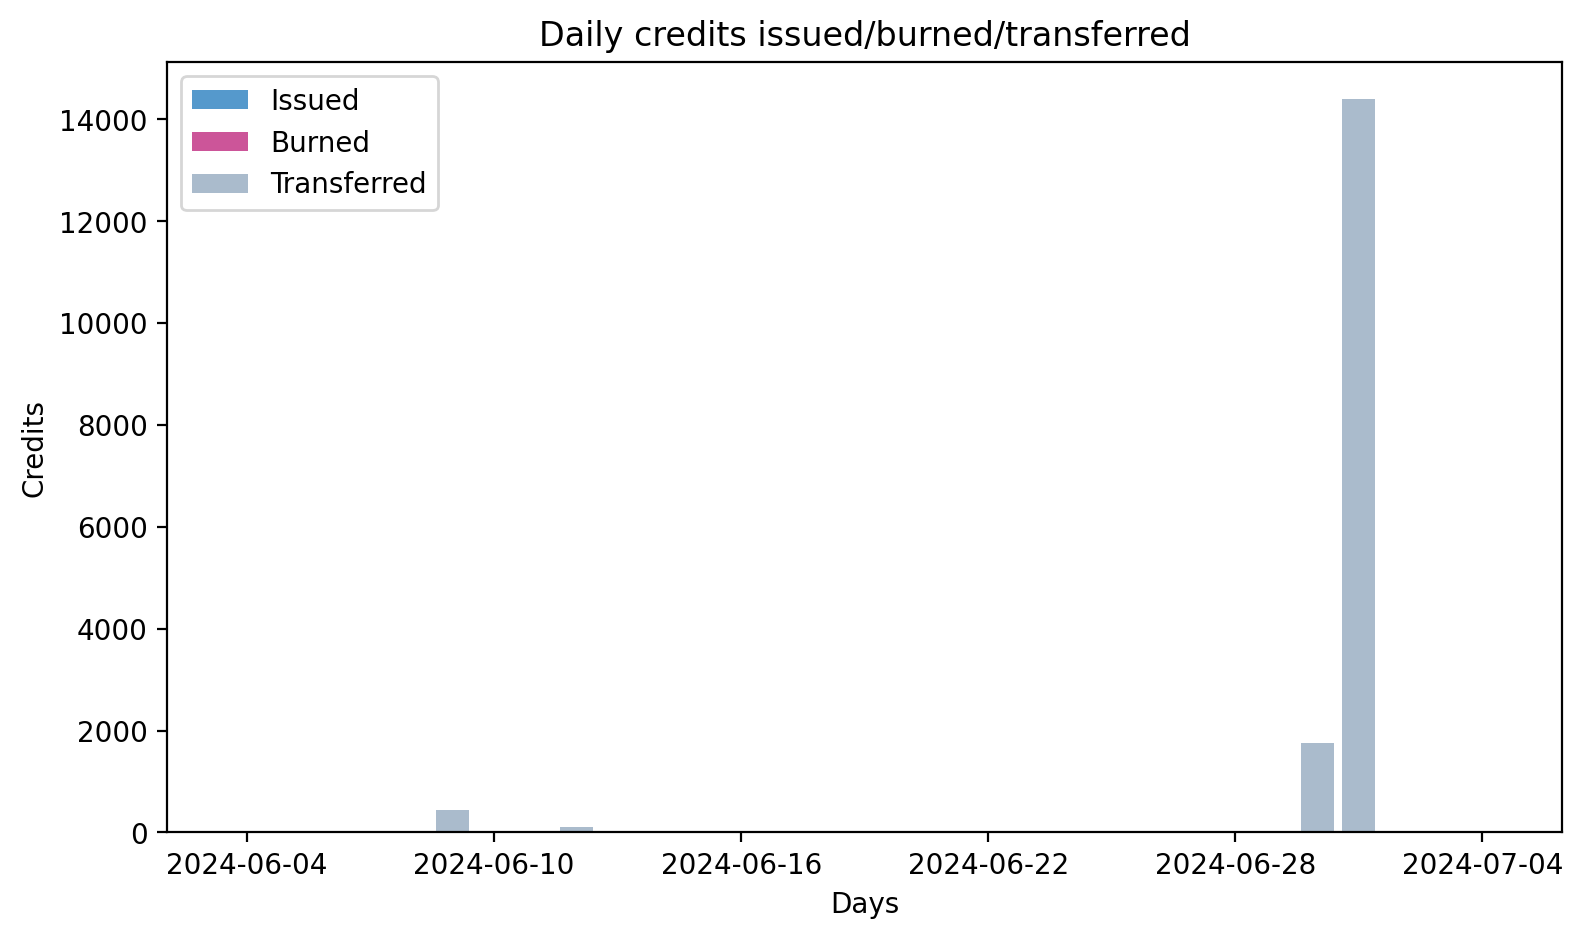 Daily credits issued/burned/transferred
Issued
Burned
Transferred
14000
12000
10000
8000
6000
4000
2000
0
Credits
2024-06-04 2024-06-10 2024-06-16 2024-06-22 2024-06-28 2024-07-04
Days